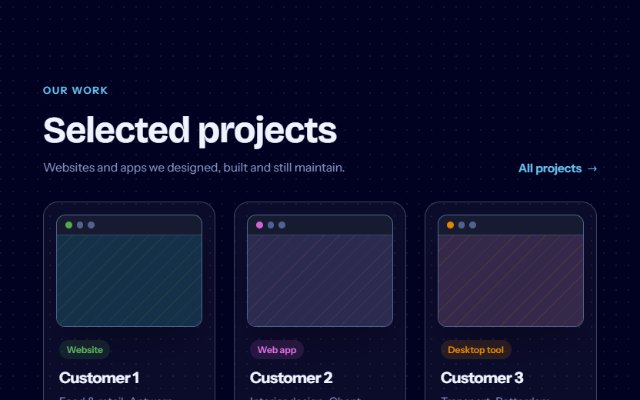 OUR WORK
Selected projects
Websites and apps we designed, built and still maintain.
All projects →
Website
Web app
Desktop tool
Customer 1
Customer 2
Customer 3